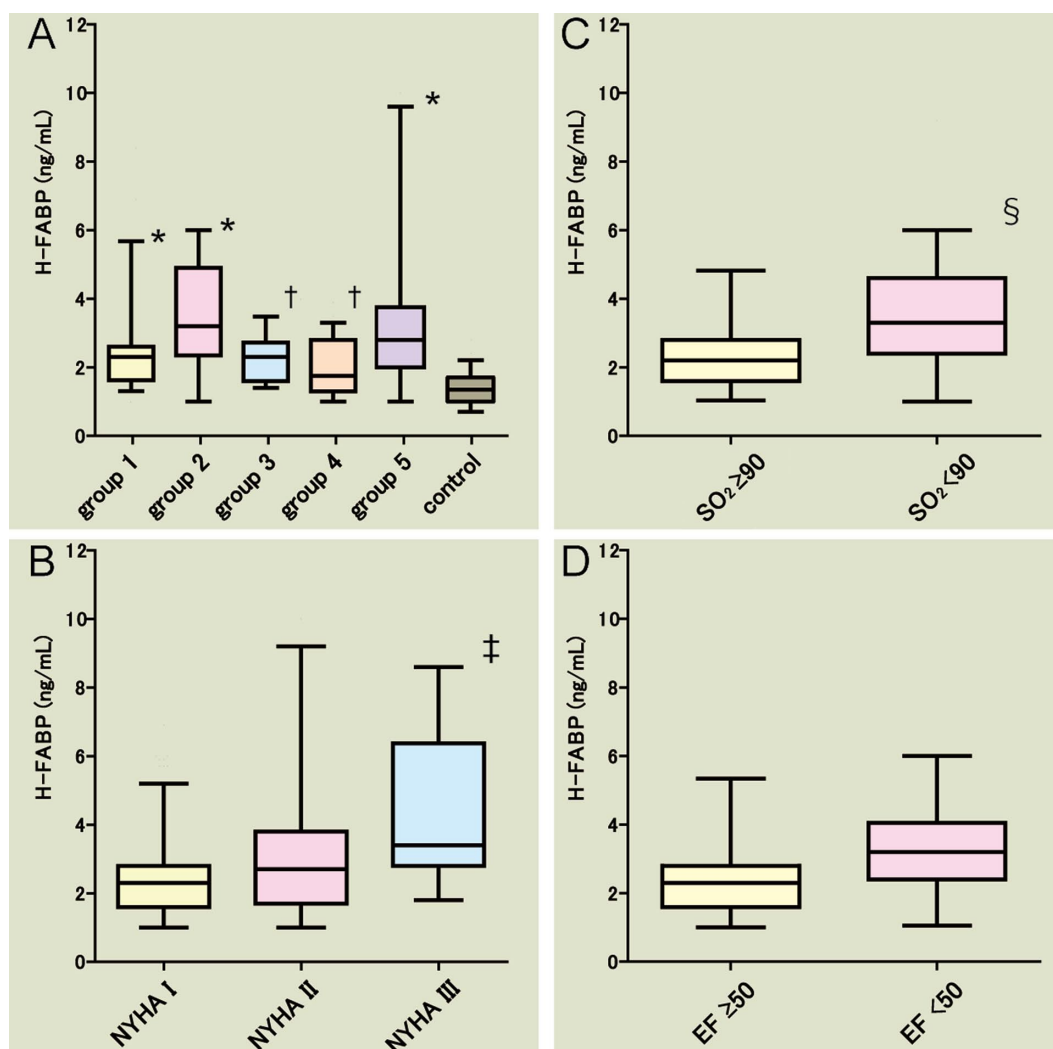 A
H-FABP (ng/mL)
12
10
8
6
4
2
0
*
*
†
†
*
group 1
group 2
group 3
group 4
group 5
control
C
H-FABP (ng/mL)
12
10
8
6
4
2
0
§
SO₂≥90
SO₂<90
B
H-FABP (ng/mL)
12
10
8
6
4
2
0
‡
NYHA Ⅰ
NYHA Ⅱ
NYHA Ⅲ
D
H-FABP (ng/mL)
12
10
8
6
4
2
0
EF ≥50
EF <50